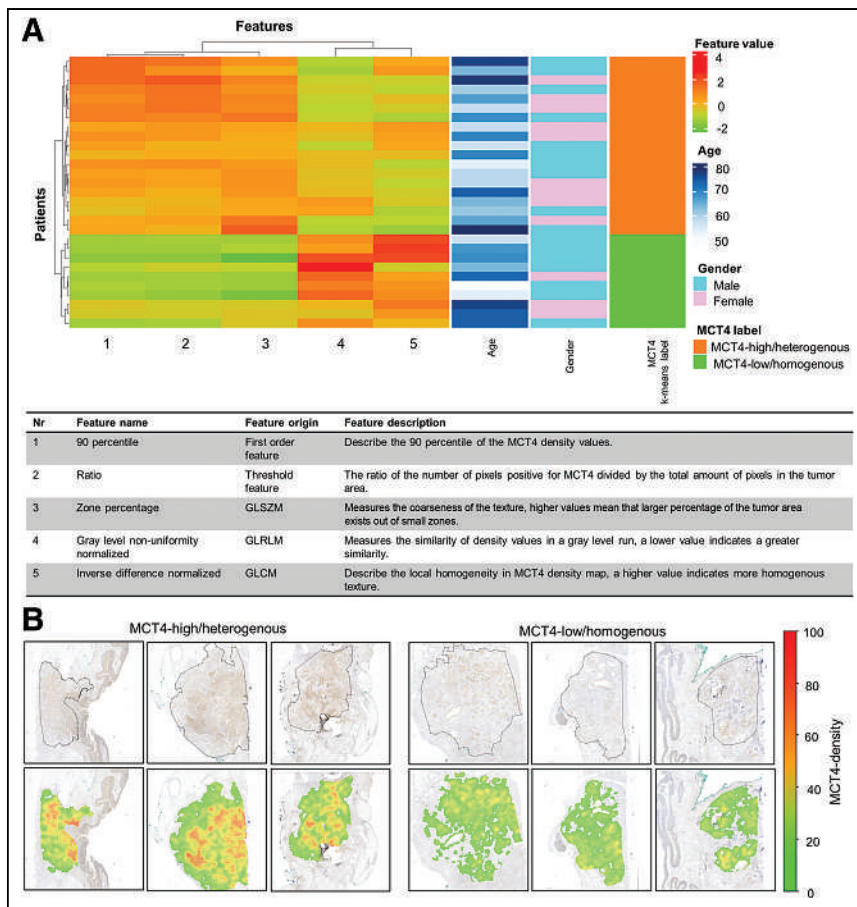 A
Features
Feature value
4
2
0
-2
Patients
Age
80
70
60
50
Gender
Male
Female
MCT4 label
MCT4-high/heterogenous
MCT4-low/homogenous
1 2 3 4 5 Age Gender MCT4
k-means label
Nr Feature name Feature origin Feature description
1 90 percentile First order
feature Describe the 90 percentile of the MCT4 density values.
2 Ratio Threshold
feature The ratio of the number of pixels positive for MCT4 divided by the total amount of pixels in the tumor
area.
3 Zone percentage GLSZM Measures the coarseness of the texture, higher values mean that larger percentage of the tumor area
exists out of small zones.
4 Gray level non-uniformity
normalized GLRLM Measures the similarity of density values in a gray level run, a lower value indicates a greater
similarity.
5 Inverse difference normalized GLCM Describe the local homogeneity in MCT4 density map, a higher value indicates more homogenous
texture.
B
MCT4-high/heterogenous MCT4-low/homogenous
100
80
60
40
20
0
MCT4-density